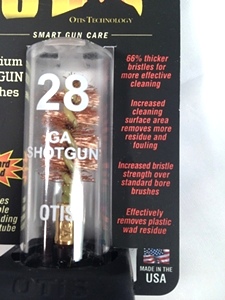 OTIS TECHNOLOGY
SMART GUN CARE
28
GA
SHOTGUN
OTIS
66% thicker
bristles for
more effective
cleaning
Increased
cleaning
surface area
removes more
residue and
fouling
Increased bristle
strength over
standard bore
brushes
Effectively
removes plastic
wad residue
MADE IN THE
USA